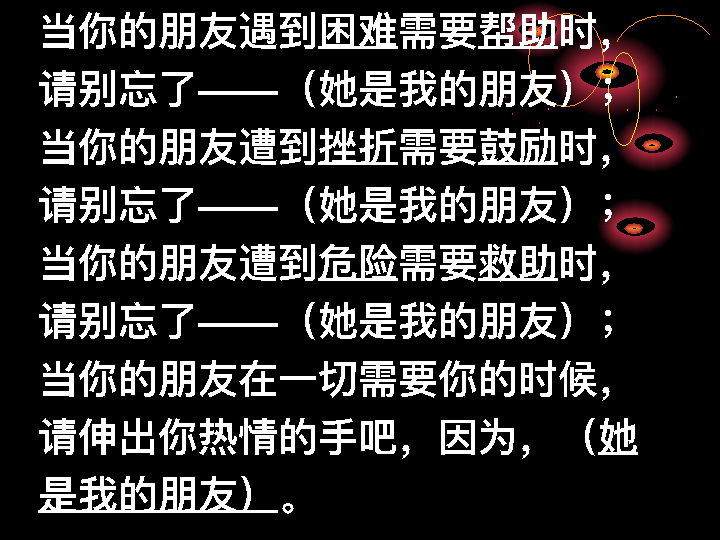 当你的朋友遇到困难需要帮助时，
请别忘了——（她是我的朋友）；
当你的朋友遭到挫折需要鼓励时，
请别忘了——（她是我的朋友）；
当你的朋友遭到危险需要救助时，
请别忘了——（她是我的朋友）；
当你的朋友在一切需要你的时候，
请伸出你热情的手吧，因为，（她
是我的朋友）。